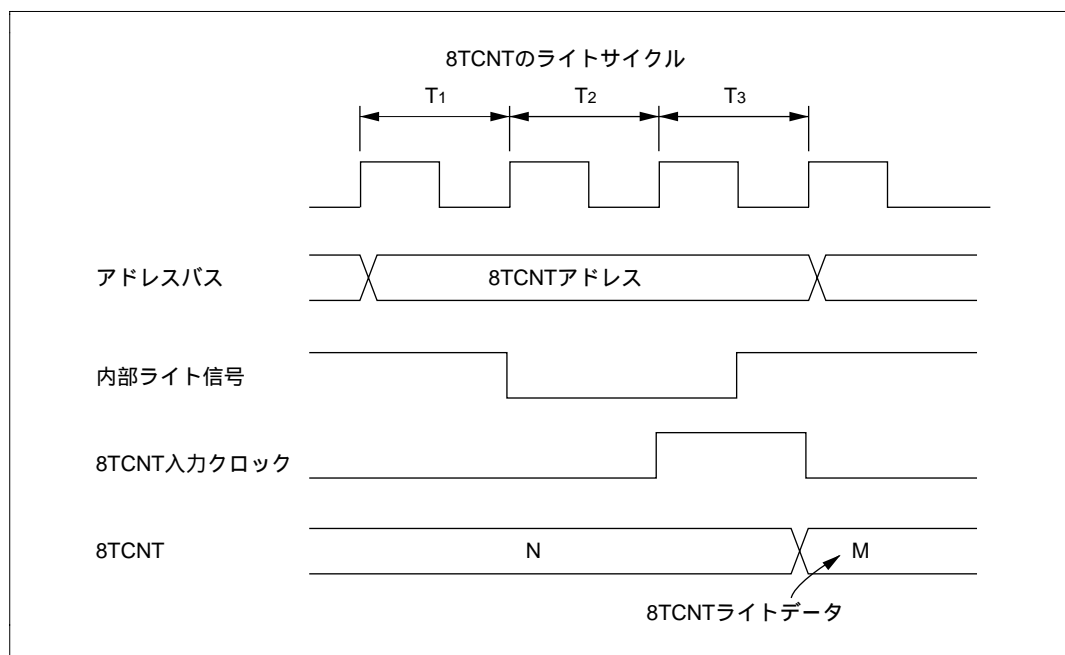 8TCNTのライトサイクル
T1 T2 T3
アドレスバス
8TCNTアドレス
内部ライト信号
8TCNT入力クロック
8TCNT
N
M
8TCNTライトデータ